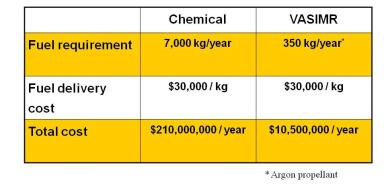 Chemical VASIMR
Fuel requirement 7,000 kg/year 350 kg/year*
Fuel delivery $30,000 / kg $30,000 / kg
cost
Total cost $210,000,000 / year $10,500,000 / year
* Argon propellant